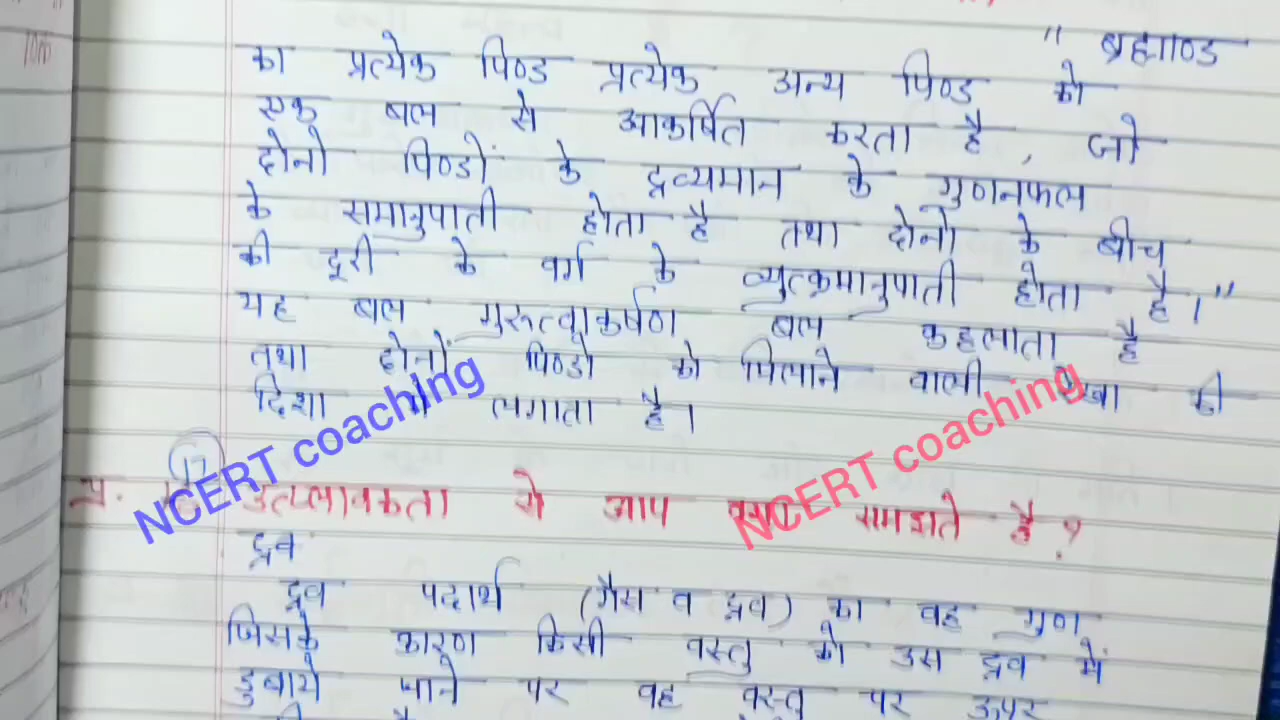 " ब्रह्माण्ड
का प्रत्येक पिण्ड प्रत्येक अन्य पिण्ड को
एक बल से आकर्षित करता है, जो
दोनो पिण्डों के द्रव्यमान के गुणनफल
के समानुपाती होता है तथा दोनो के बीच
की दूरी के वर्ग के व्युत्क्रमानुपाती होता है।"
यह बल गुरुत्वाकर्षण बल कहलाता है
तथा दोनों पिण्डो को मिलाने वाली रेखा की
दिशा में लगाता है।
NCERT coaching
NCERT coaching
17
प्र. उत्प्लावकता से आप क्या समझते है?
द्रव
द्रव पदार्थ (गैस व द्रव) का वह गुण
जिसके कारण किसी वस्तु को उस द्रव में
डुबाये जाने पर वह वस्तु पर ऊपर